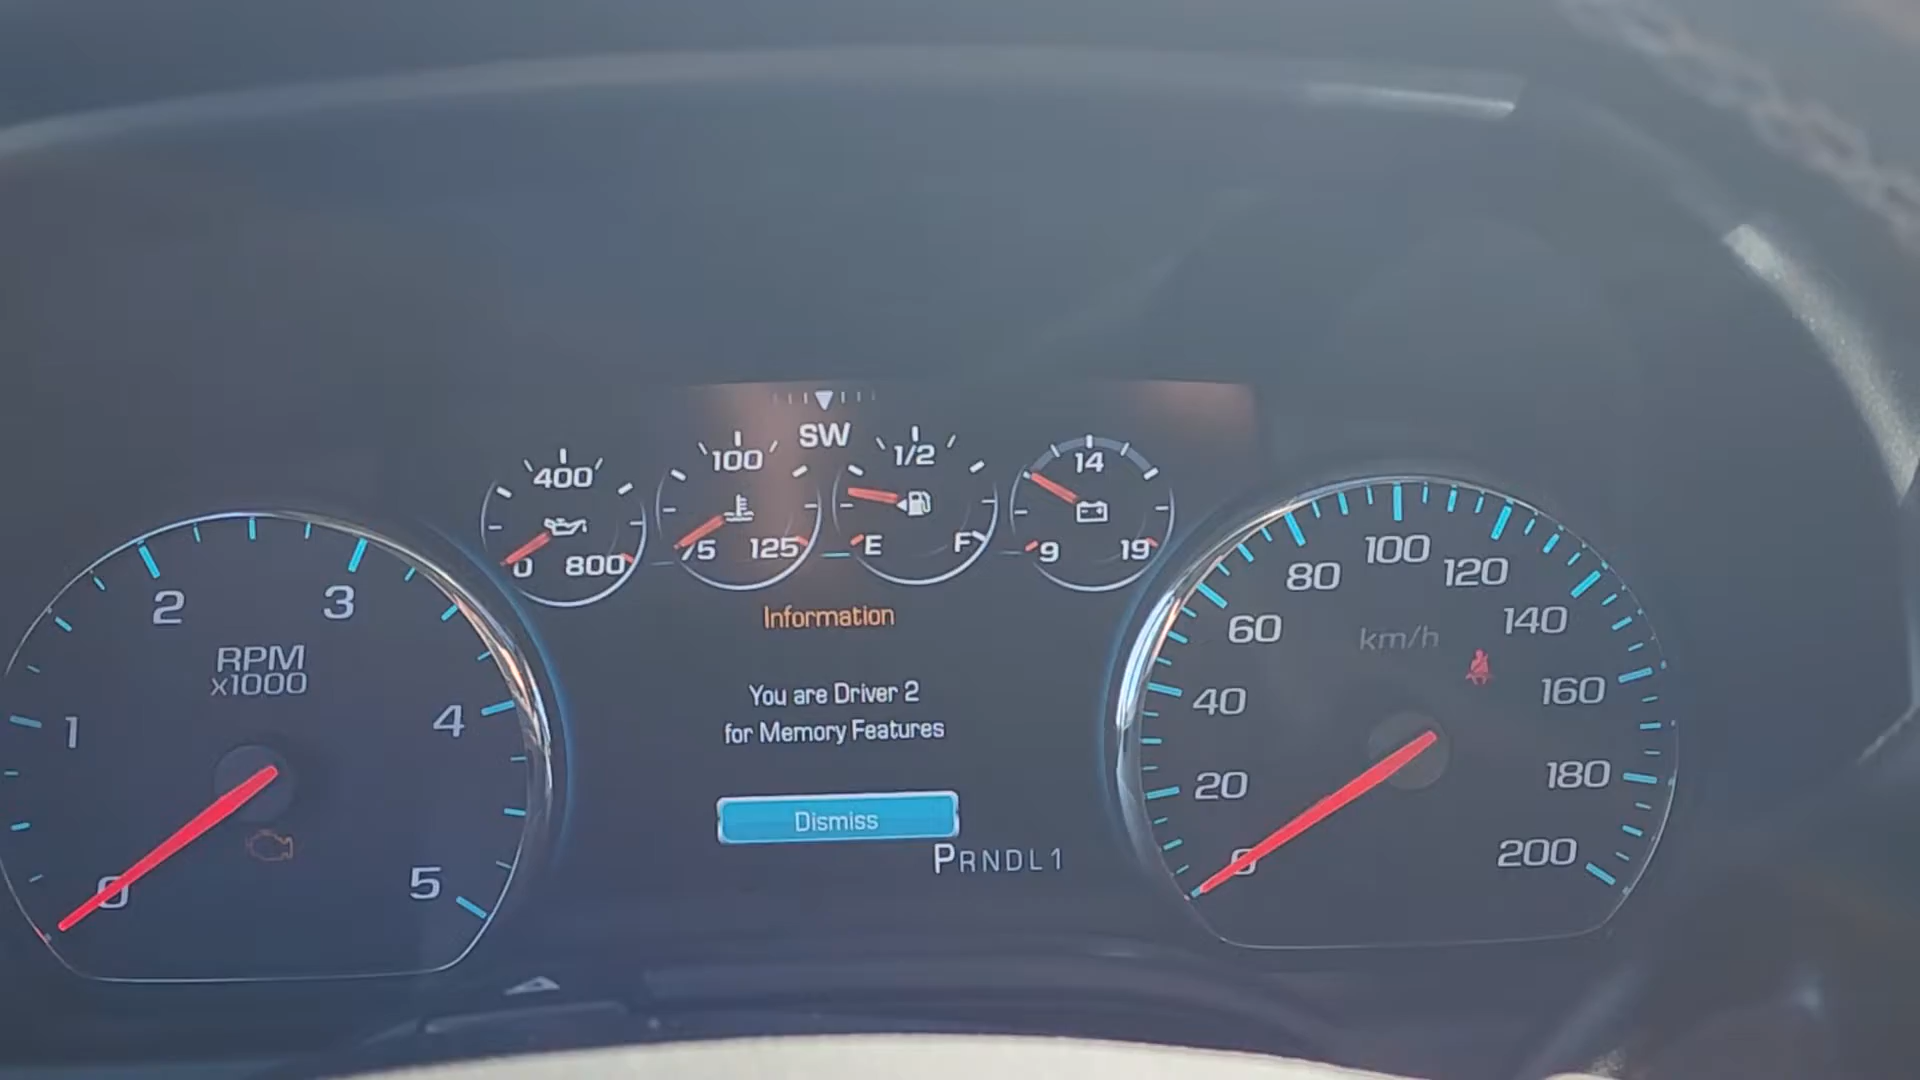 SW
400
0 800
100
75 125
1/2
E F
14
9 19
RPM
x1000
0 1 2 3 4 5
Information
You are Driver 2
for Memory Features
Dismiss
PRNDL1
km/h
0 20 40 60 80 100 120 140 160 180 200